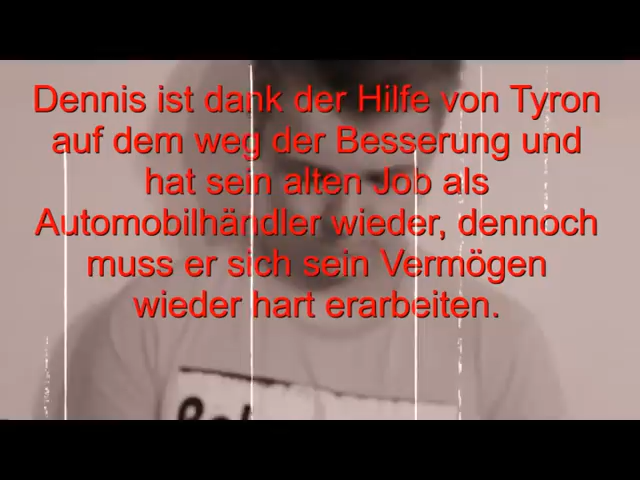 Dennis ist dank der Hilfe von Tyron
auf dem weg der Besserung und
hat sein alten Job als
Automobilhändler wieder, dennoch
muss er sich sein Vermögen
wieder hart erarbeiten.